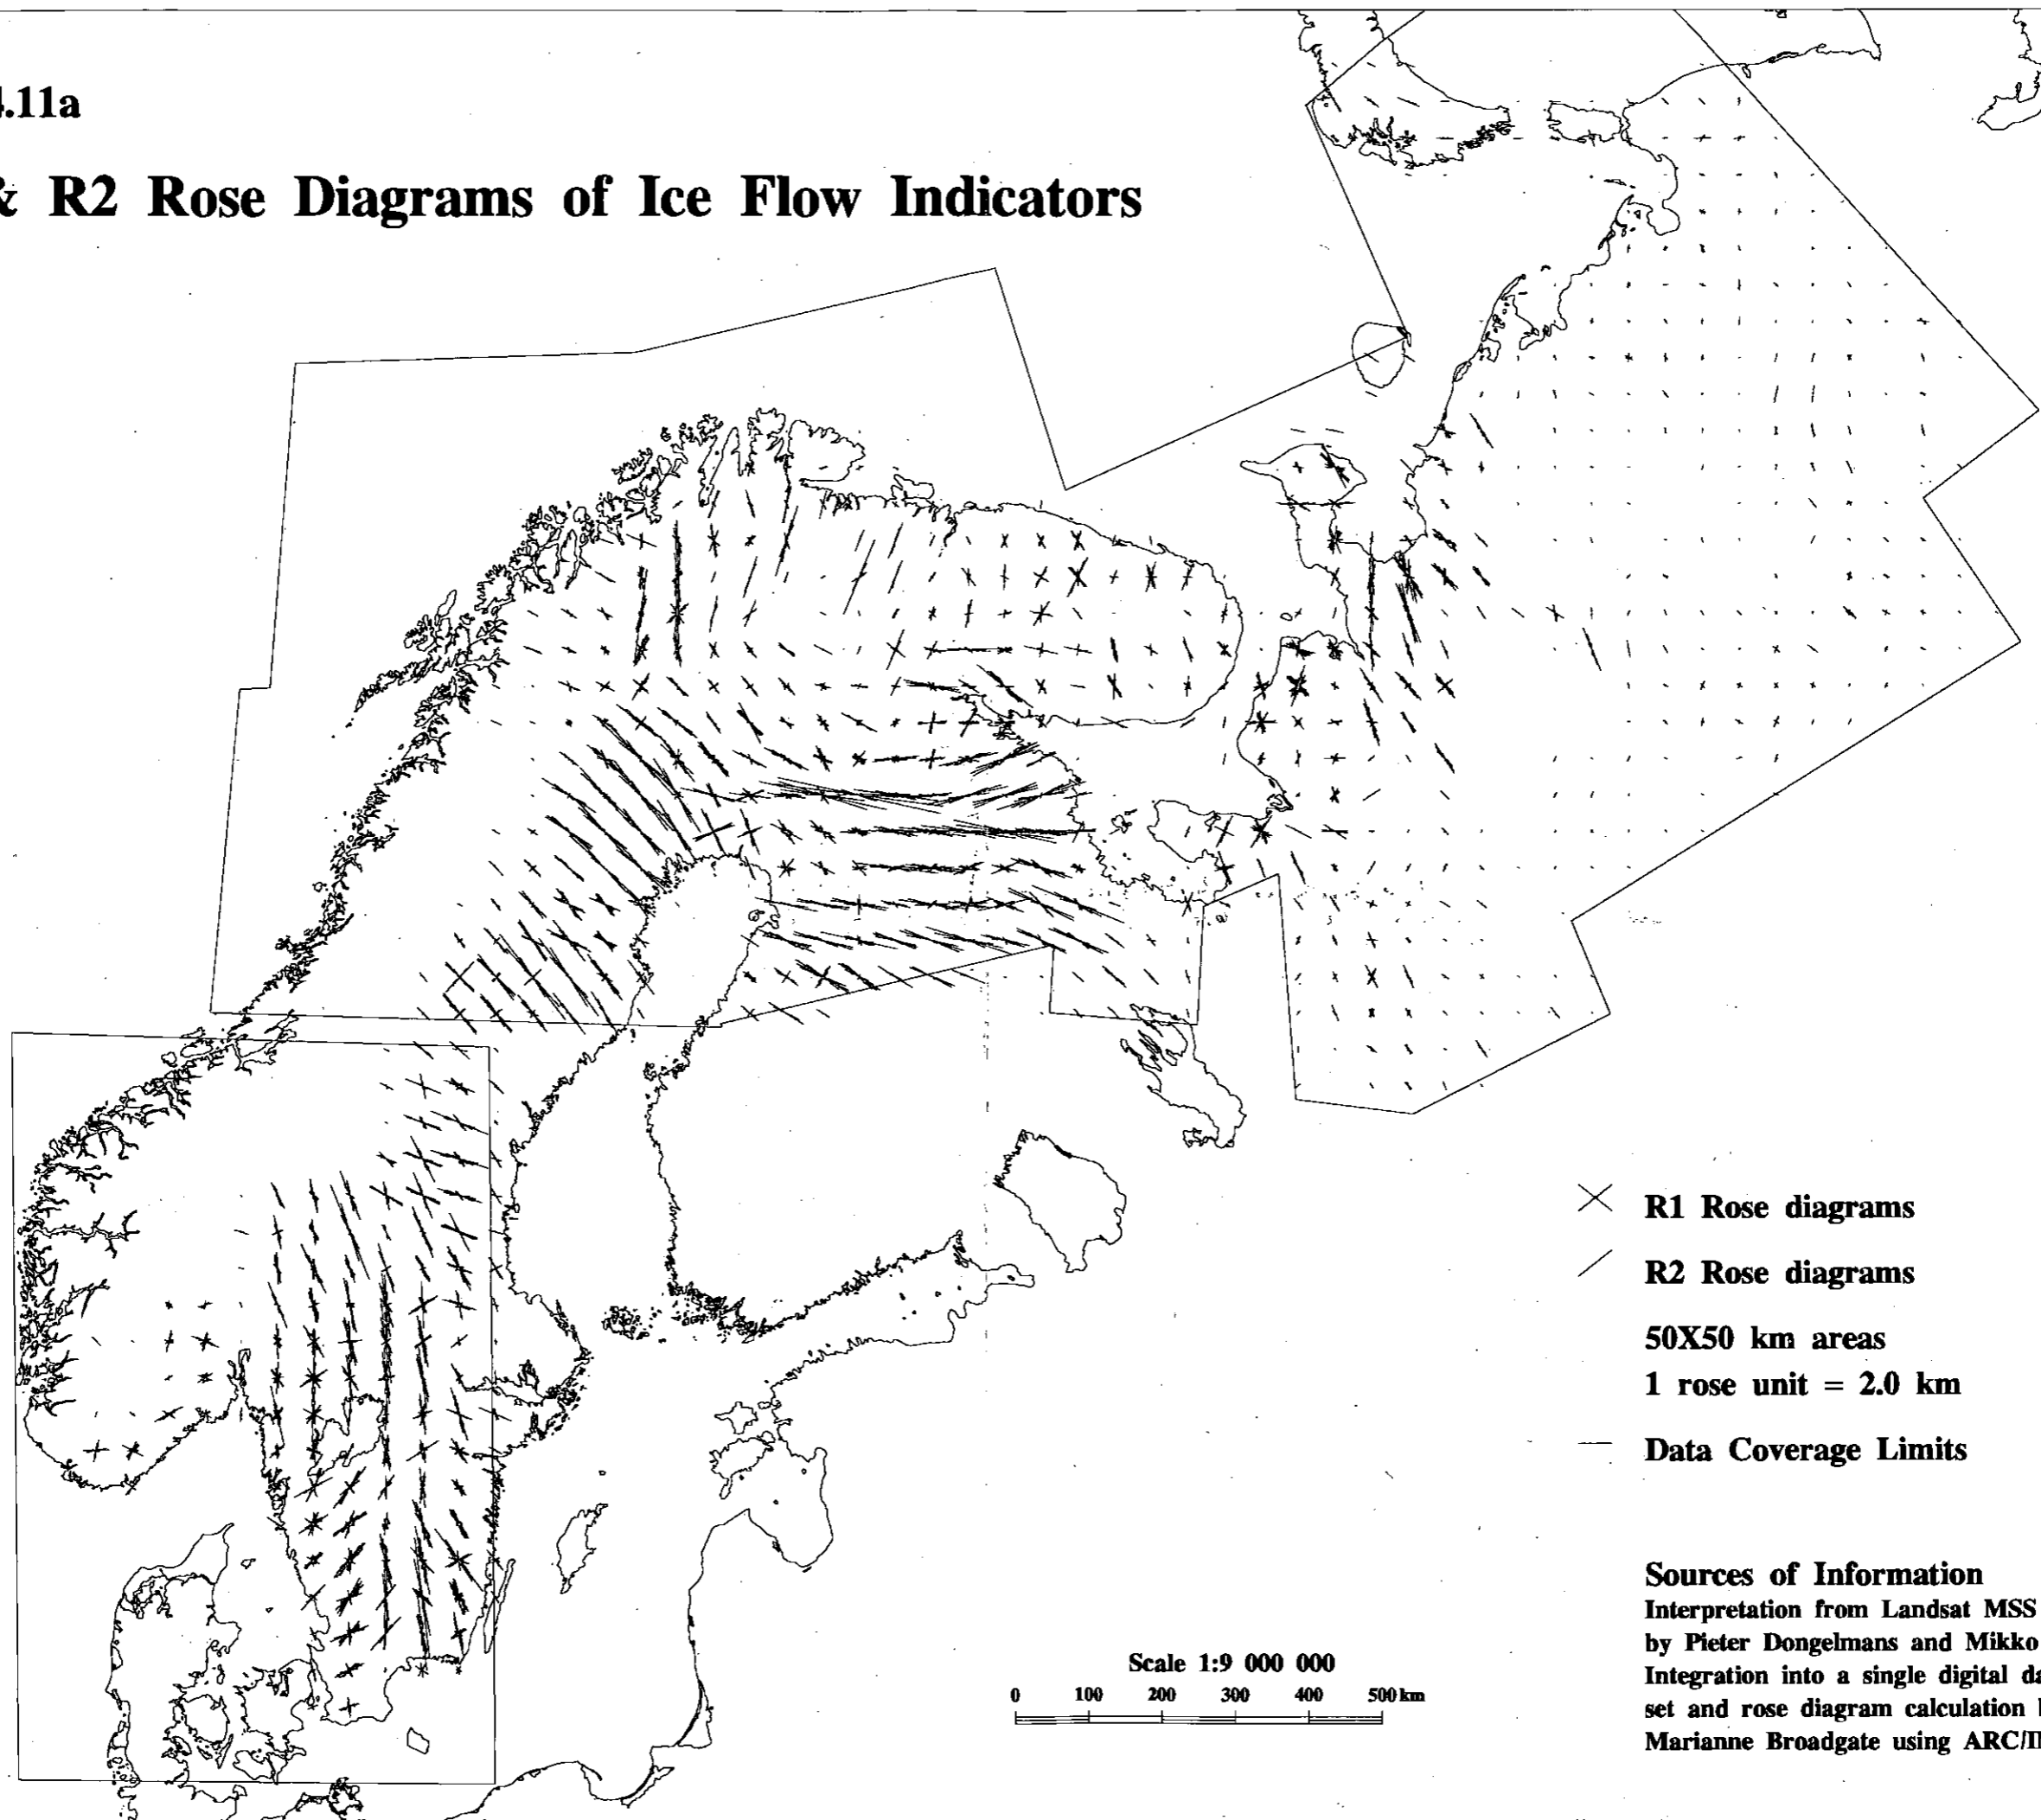 4.11a
& R2 Rose Diagrams of Ice Flow Indicators
R1 Rose diagrams
R2 Rose diagrams
50X50 km areas
1 rose unit = 2.0 km
Data Coverage Limits
Sources of Information
Interpretation from Landsat MSS
by Pieter Dongelmans and Mikko
Integration into a single digital
set and rose diagram calculation
Marianne Broadgate using
Scale 1:9 000 000
0 100 200 300 400 500 km